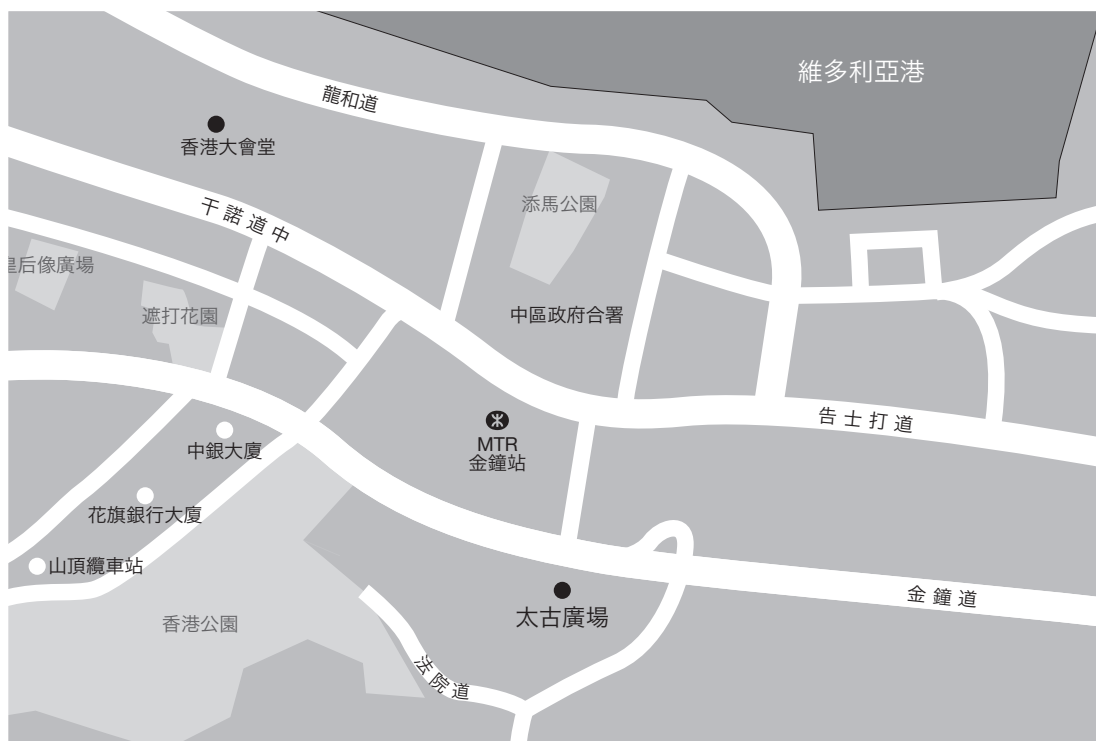 維多利亞港
龍和道
香港大會堂
添馬公園
干諾道中
皇后像廣場
遮打花園
中區政府合署
告士打道
MTR
金鐘站
中銀大廈
花旗銀行大廈
山頂纜車站
太古廣場
金鐘道
香港公園
法院道